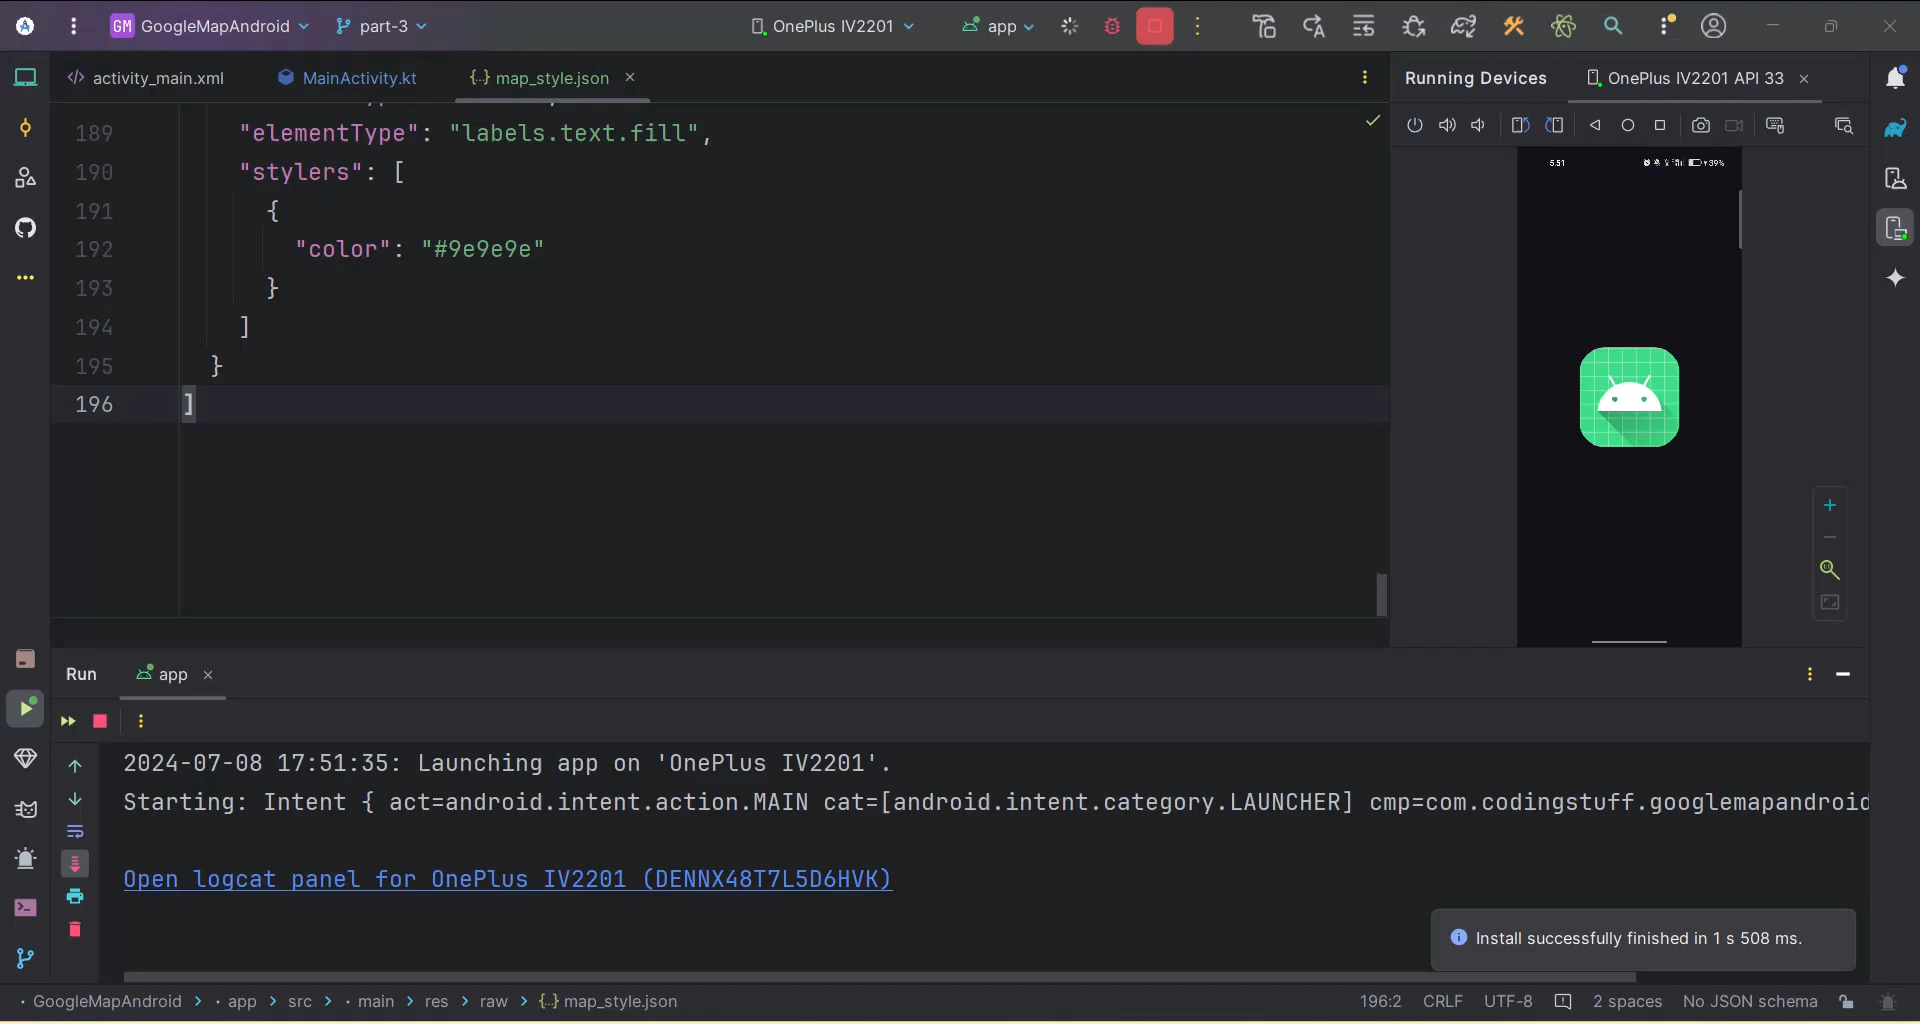 GM GoogleMapAndroid part-3 OnePlus IV2201 app
activity_main.xml MainActivity.kt {..} map_style.json
Running Devices OnePlus IV2201 API 33
189 "elementType": "labels.text.fill",
190 "stylers": [
191 {
192 "color": "#9e9e9e"
193 }
194 ]
195 }
196 ]
5.51 39%
Run app
2024-07-08 17:51:35: Launching app on 'OnePlus IV2201'.
Starting: Intent { act=android.intent.action.MAIN cat=[android.intent.category.LAUNCHER] cmp=com.codingstuff.googlemapandroid
Open logcat panel for OnePlus IV2201 (DENNX48T7L5D6HVK)
Install successfully finished in 1 s 508 ms.
GoogleMapAndroid > app > src > main > res > raw > {..} map_style.json 196:2 CRLF UTF-8 2 spaces No JSON schema